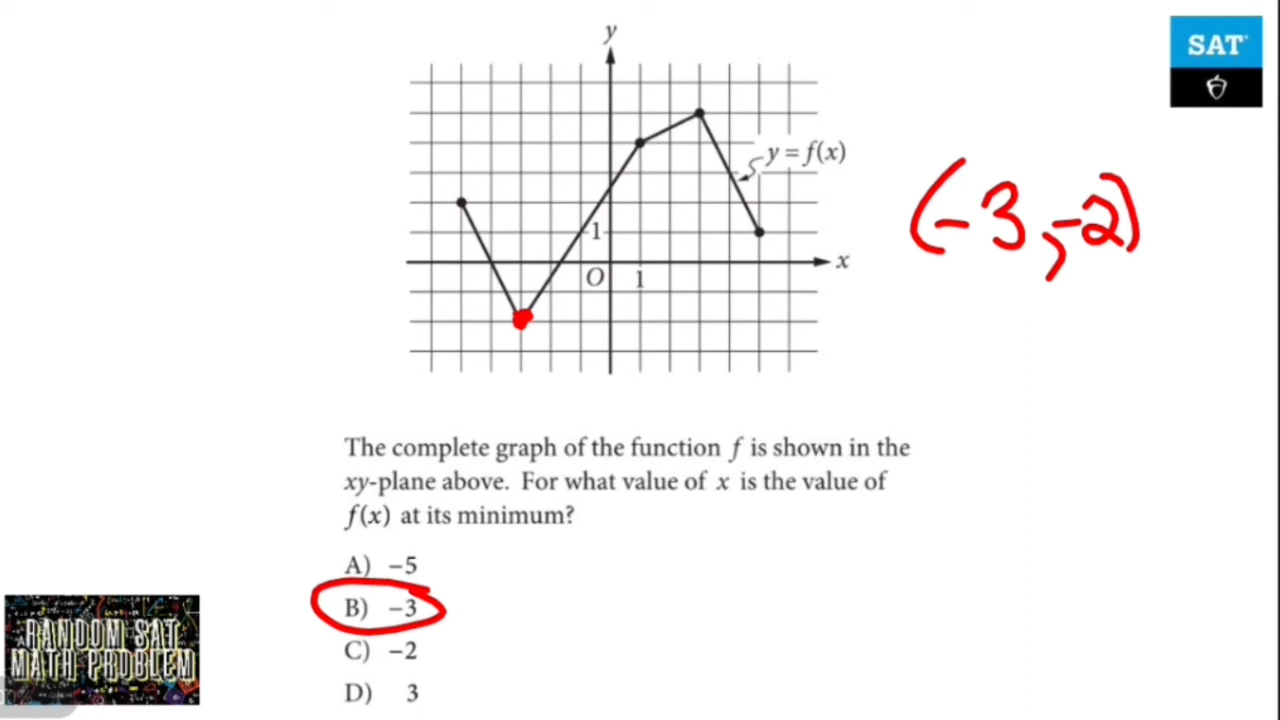 y
SAT
y = f(x)
(-3,-2)
1
x
O
1
The complete graph of the function f is shown in the
xy-plane above. For what value of x is the value of
f(x) at its minimum?
A) −5
B) −3
C) −2
D) 3
RANDOM SAT
MATH PROBLEM